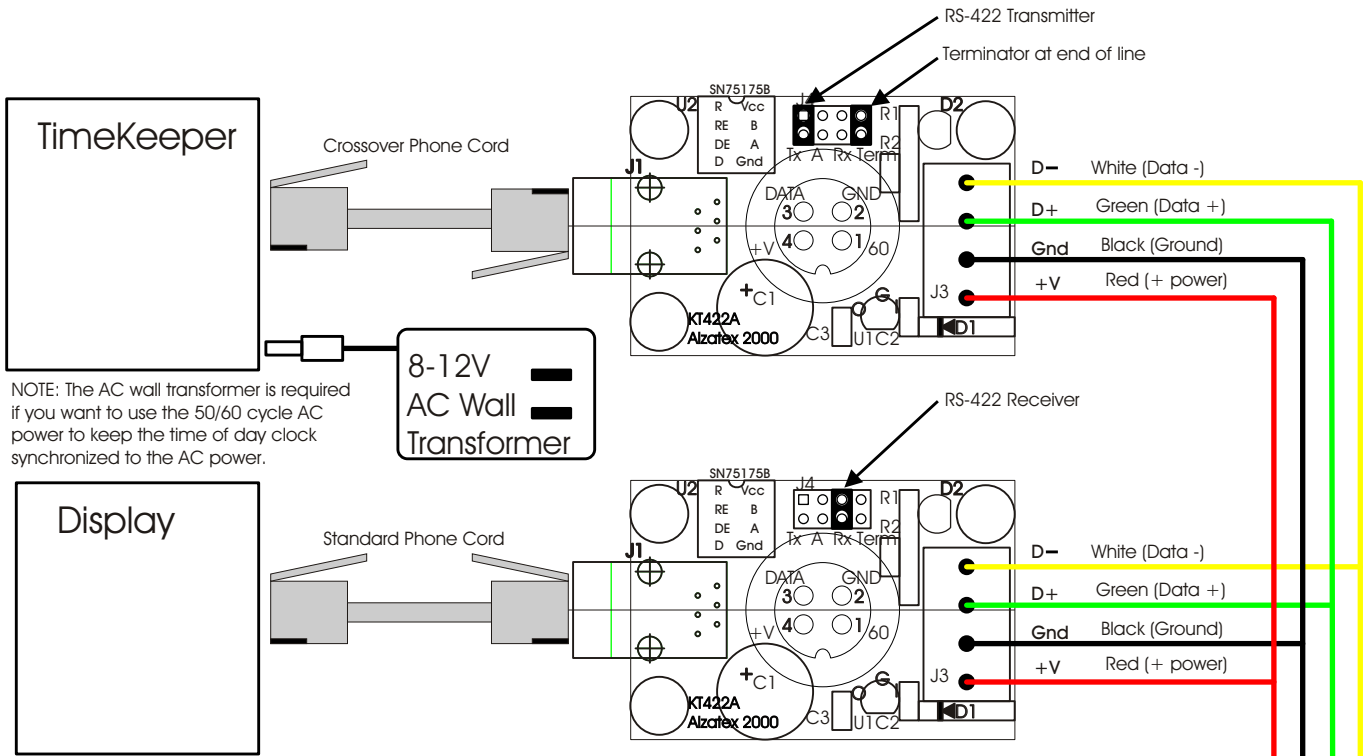 RS-422 Transmitter
Terminator at end of line
TimeKeeper
Crossover Phone Cord
SN75175B
U2
R Vcc
RE B
DE A
D Gnd
J
R1
R2
D2
Tx A Rx Term
J1
DATA GND
3 2
4 1
+V 60
+C1
KT422A
Alzatex 2000
C3
U1
C2
O G I
J3
D1
D− White (Data -)
D+ Green (Data +)
Gnd Black (Ground)
+V Red (+ power)
8-12V
AC Wall
Transformer
NOTE: The AC wall transformer is required
if you want to use the 50/60 cycle AC
power to keep the time of day clock
synchronized to the AC power.
RS-422 Receiver
Display
Standard Phone Cord
SN75175B
U2
R Vcc
RE B
DE A
D Gnd
J4
R1
R2
D2
Tx A Rx Term
J1
DATA GND
3 2
4 1
+V 60
+C1
KT422A
Alzatex 2000
C3
U1
C2
O G I
J3
D1
D− White (Data -)
D+ Green (Data +)
Gnd Black (Ground)
+V Red (+ power)